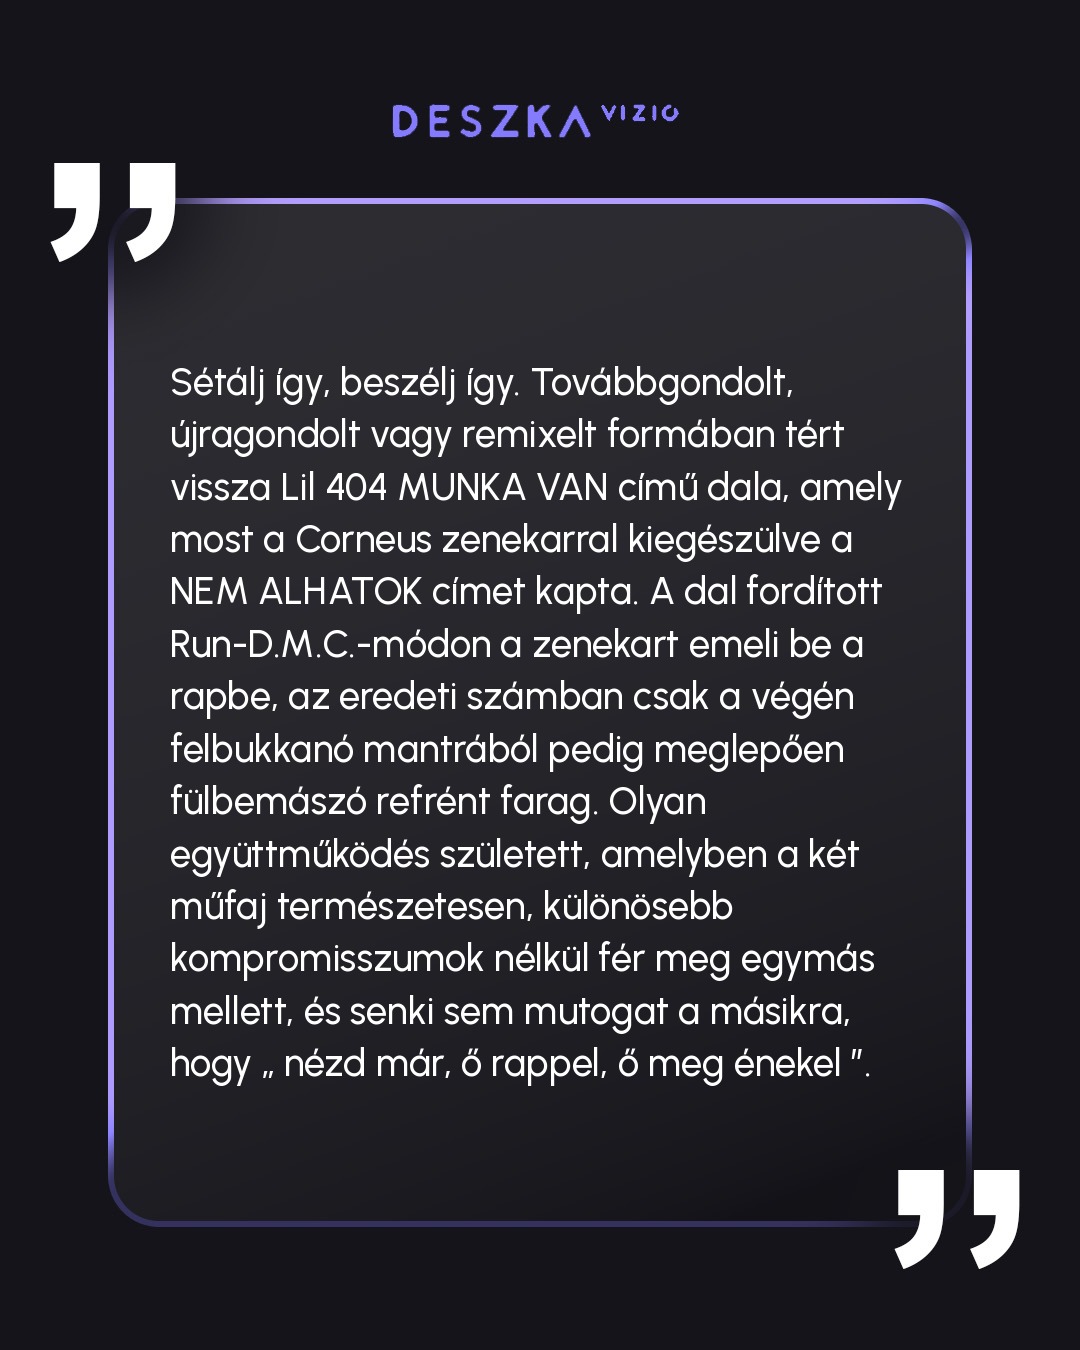 DESZKA VIZIO
”
Sétálj így, beszélj így. Továbbgondolt,
újragondolt vagy remixelt formában tért
vissza Lil 404 MUNKA VAN című dala, amely
most a Corneus zenekarral kiegészülve a
NEM ALHATOK címet kapta. A dal fordított
Run-D.M.C.-módon a zenekart emeli be a
rapbe, az eredeti számban csak a végén
felbukkanó mantrából pedig meglepően
fülbemászó refrént farag. Olyan
együttműködés született, amelyben a két
műfaj természetesen, különösebb
kompromisszumok nélkül fér meg egymás
mellett, és senki sem mutogat a másikra,
hogy „ nézd már, ő rappel, ő meg énekel ”.
”